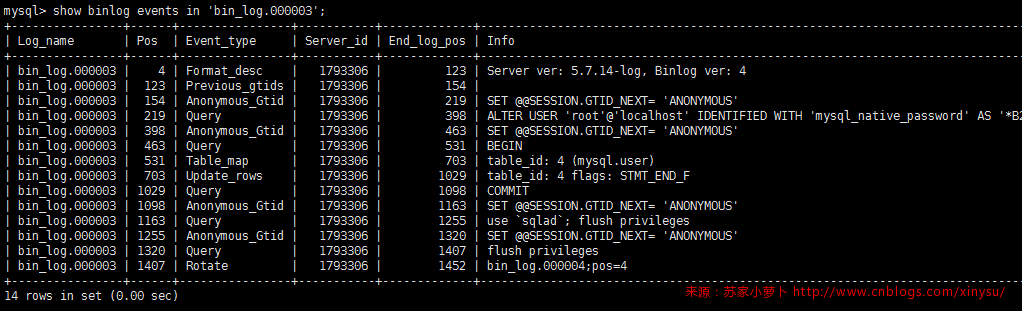 mysql> show binlog events in 'bin_log.000003';
+----------------+------+----------------+-----------+-------------+----------------
| Log_name | Pos | Event_type | Server_id | End_log_pos | Info
+----------------+------+----------------+-----------+-------------+----------------
| bin_log.000003 | 4 | Format_desc | 1793306 | 123 | Server ver: 5.7.14-log, Binlog ver: 4
| bin_log.000003 | 123 | Previous_gtids | 1793306 | 154 |
| bin_log.000003 | 154 | Anonymous_Gtid | 1793306 | 219 | SET @@SESSION.GTID_NEXT= 'ANONYMOUS'
| bin_log.000003 | 219 | Query | 1793306 | 398 | ALTER USER 'root'@'localhost' IDENTIFIED WITH 'mysql_native_password' AS '*B2
| bin_log.000003 | 398 | Anonymous_Gtid | 1793306 | 463 | SET @@SESSION.GTID_NEXT= 'ANONYMOUS'
| bin_log.000003 | 463 | Query | 1793306 | 531 | BEGIN
| bin_log.000003 | 531 | Table_map | 1793306 | 703 | table_id: 4 (mysql.user)
| bin_log.000003 | 703 | Update_rows | 1793306 | 1029 | table_id: 4 flags: STMT_END_F
| bin_log.000003 | 1029 | Query | 1793306 | 1098 | COMMIT
| bin_log.000003 | 1098 | Anonymous_Gtid | 1793306 | 1163 | SET @@SESSION.GTID_NEXT= 'ANONYMOUS'
| bin_log.000003 | 1163 | Query | 1793306 | 1255 | use `sqlad`; flush privileges
| bin_log.000003 | 1255 | Anonymous_Gtid | 1793306 | 1320 | SET @@SESSION.GTID_NEXT= 'ANONYMOUS'
| bin_log.000003 | 1320 | Query | 1793306 | 1407 | flush privileges
| bin_log.000003 | 1407 | Rotate | 1793306 | 1452 | bin_log.000004;pos=4
+----------------+------+----------------+-----------+-------------+----------------
14 rows in set (0.00 sec)
来源：苏家小萝卜 http://www.cnblogs.com/xinysu/